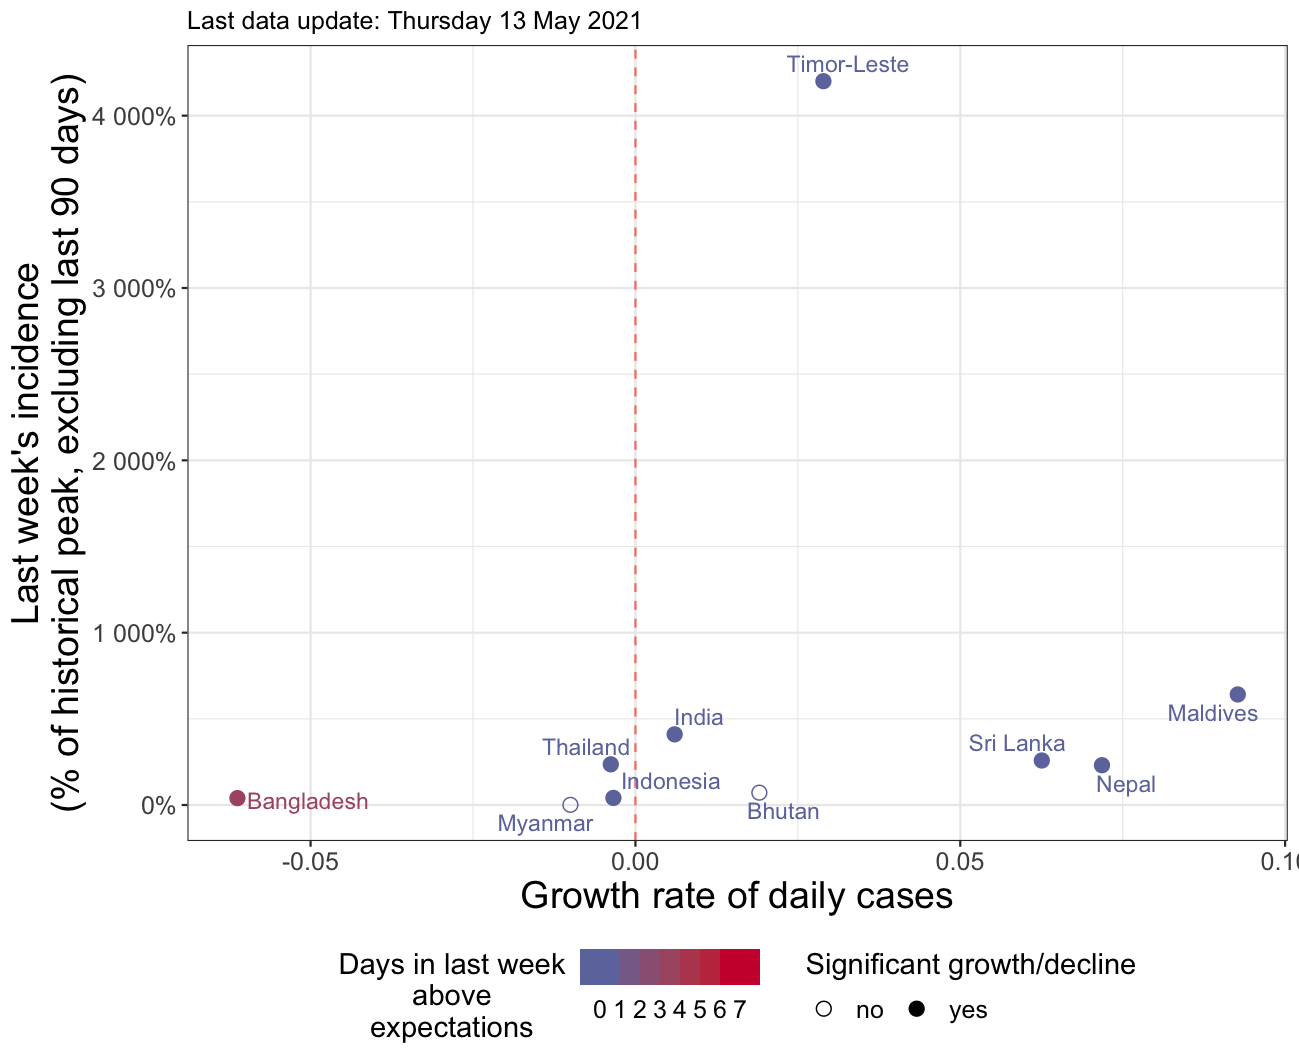 Last data update: Thursday 13 May 2021
Last week's incidence
(% of historical peak, excluding last 90 days)
4 000%
3 000%
2 000%
1 000%
0%
Timor-Leste
Maldives
India
Sri Lanka
Thailand
Nepal
Indonesia
Bangladesh
Bhutan
Myanmar
-0.05
0.00
0.05
Growth rate of daily cases
Days in last week
above
expectations
0 1 2 3 4 5 6 7
Significant growth/decline
no
yes